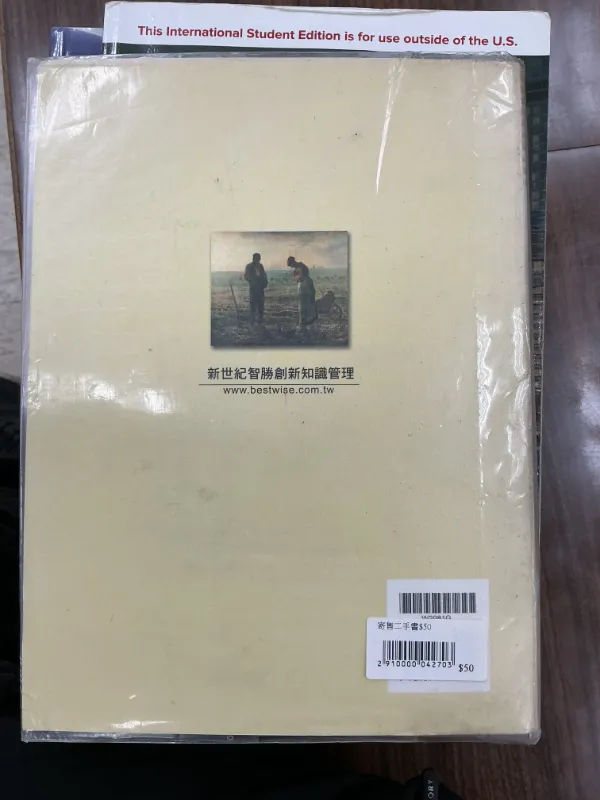 This International Student Edition is for use outside of the U.S.
新世紀智勝創新知識管理
www.bestwise.com.tw
寄售二手書$50
2 910000 042703
$50